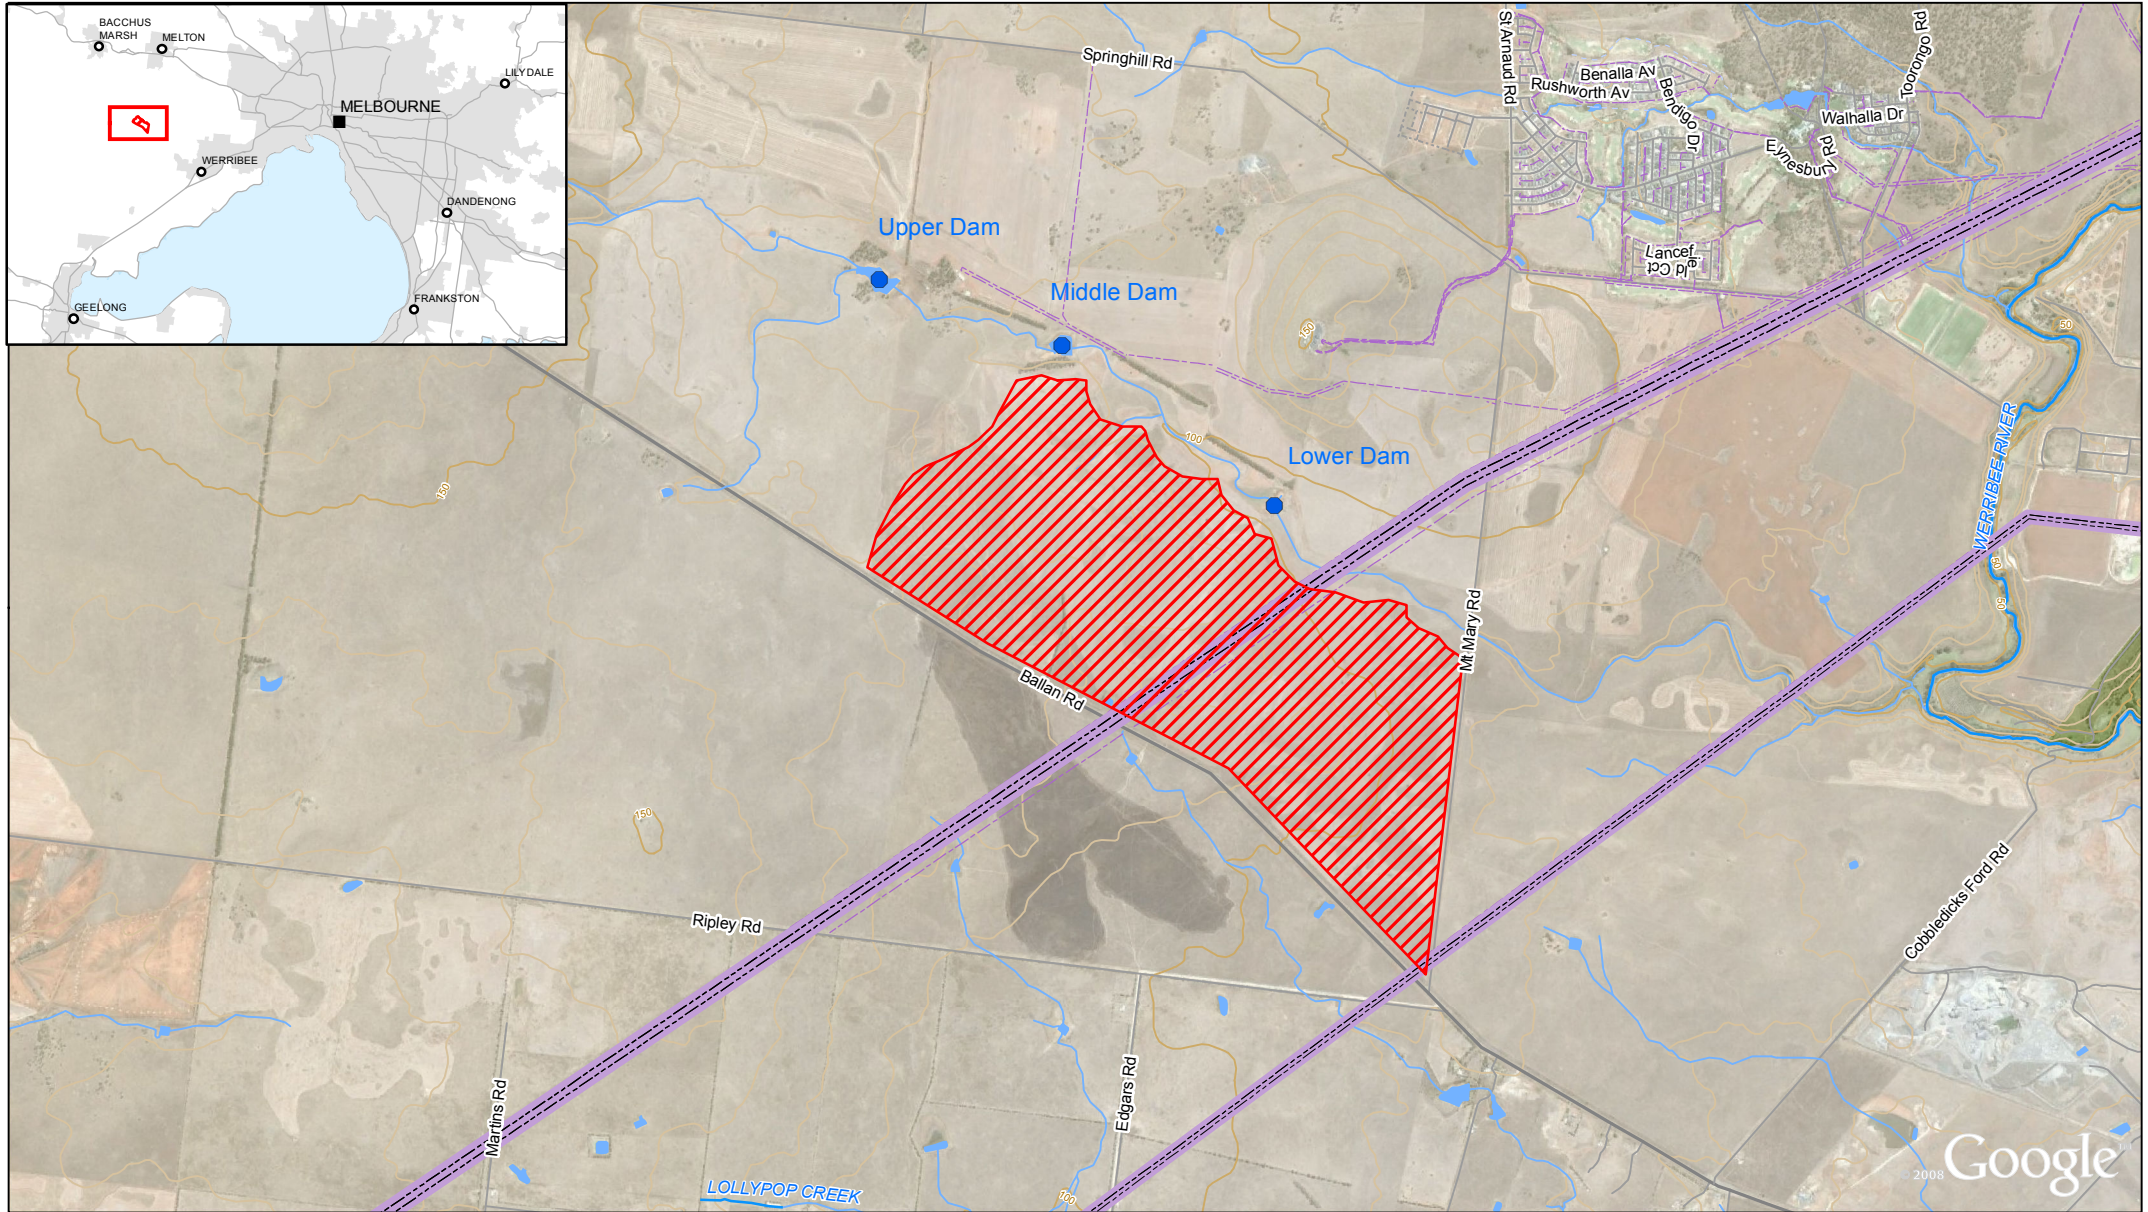 BACCHUS
MARSH
MELTON
LILYDALE
MELBOURNE
WERRIBEE
DANDENONG
GEELONG
FRANKSTON
Springhill Rd
St Arnaud Rd
Benalla Av
Rushworth Av
Bendigo Dr
Toorongo Rd
Walhalla Dr
Eynesbury Rd
Lancefield Cct
Upper Dam
Middle Dam
Lower Dam
150
50
100
150
WERRIBEE RIVER
50
50
Mt Mary Rd
Ballan Rd
150
Ripley Rd
Cobbledicks Ford Rd
Martins Rd
Edgars Rd
LOLLYPOP CREEK
100
2008 Google